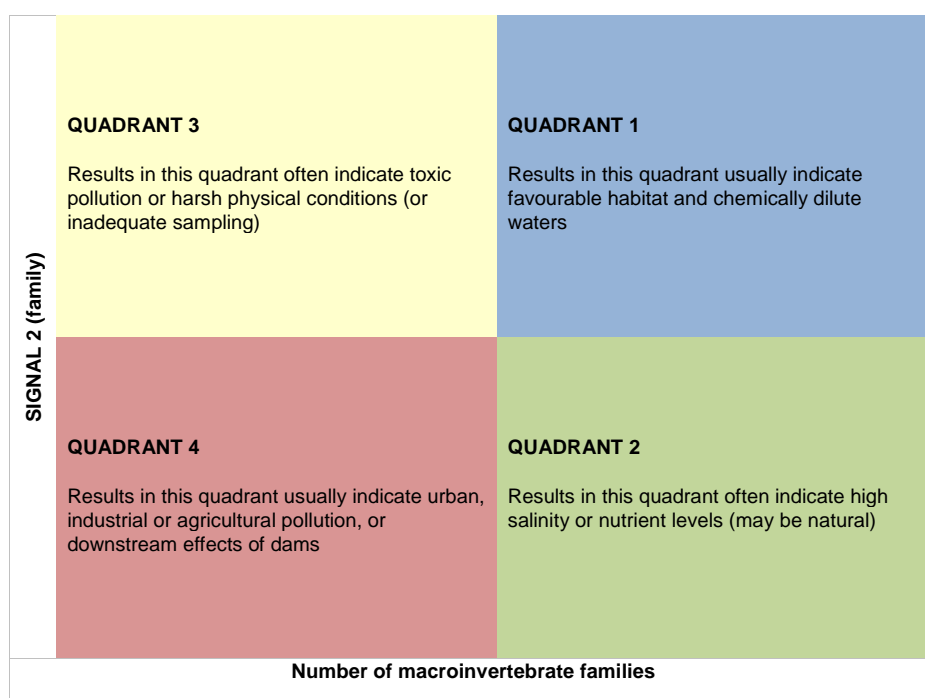 QUADRANT 3
Results in this quadrant often indicate toxic
pollution or harsh physical conditions (or
inadequate sampling)
QUADRANT 1
Results in this quadrant usually indicate
favourable habitat and chemically dilute
waters
SIGNAL 2 (family)
QUADRANT 4
Results in this quadrant usually indicate urban,
industrial or agricultural pollution, or
downstream effects of dams
QUADRANT 2
Results in this quadrant often indicate high
salinity or nutrient levels (may be natural)
Number of macroinvertebrate families